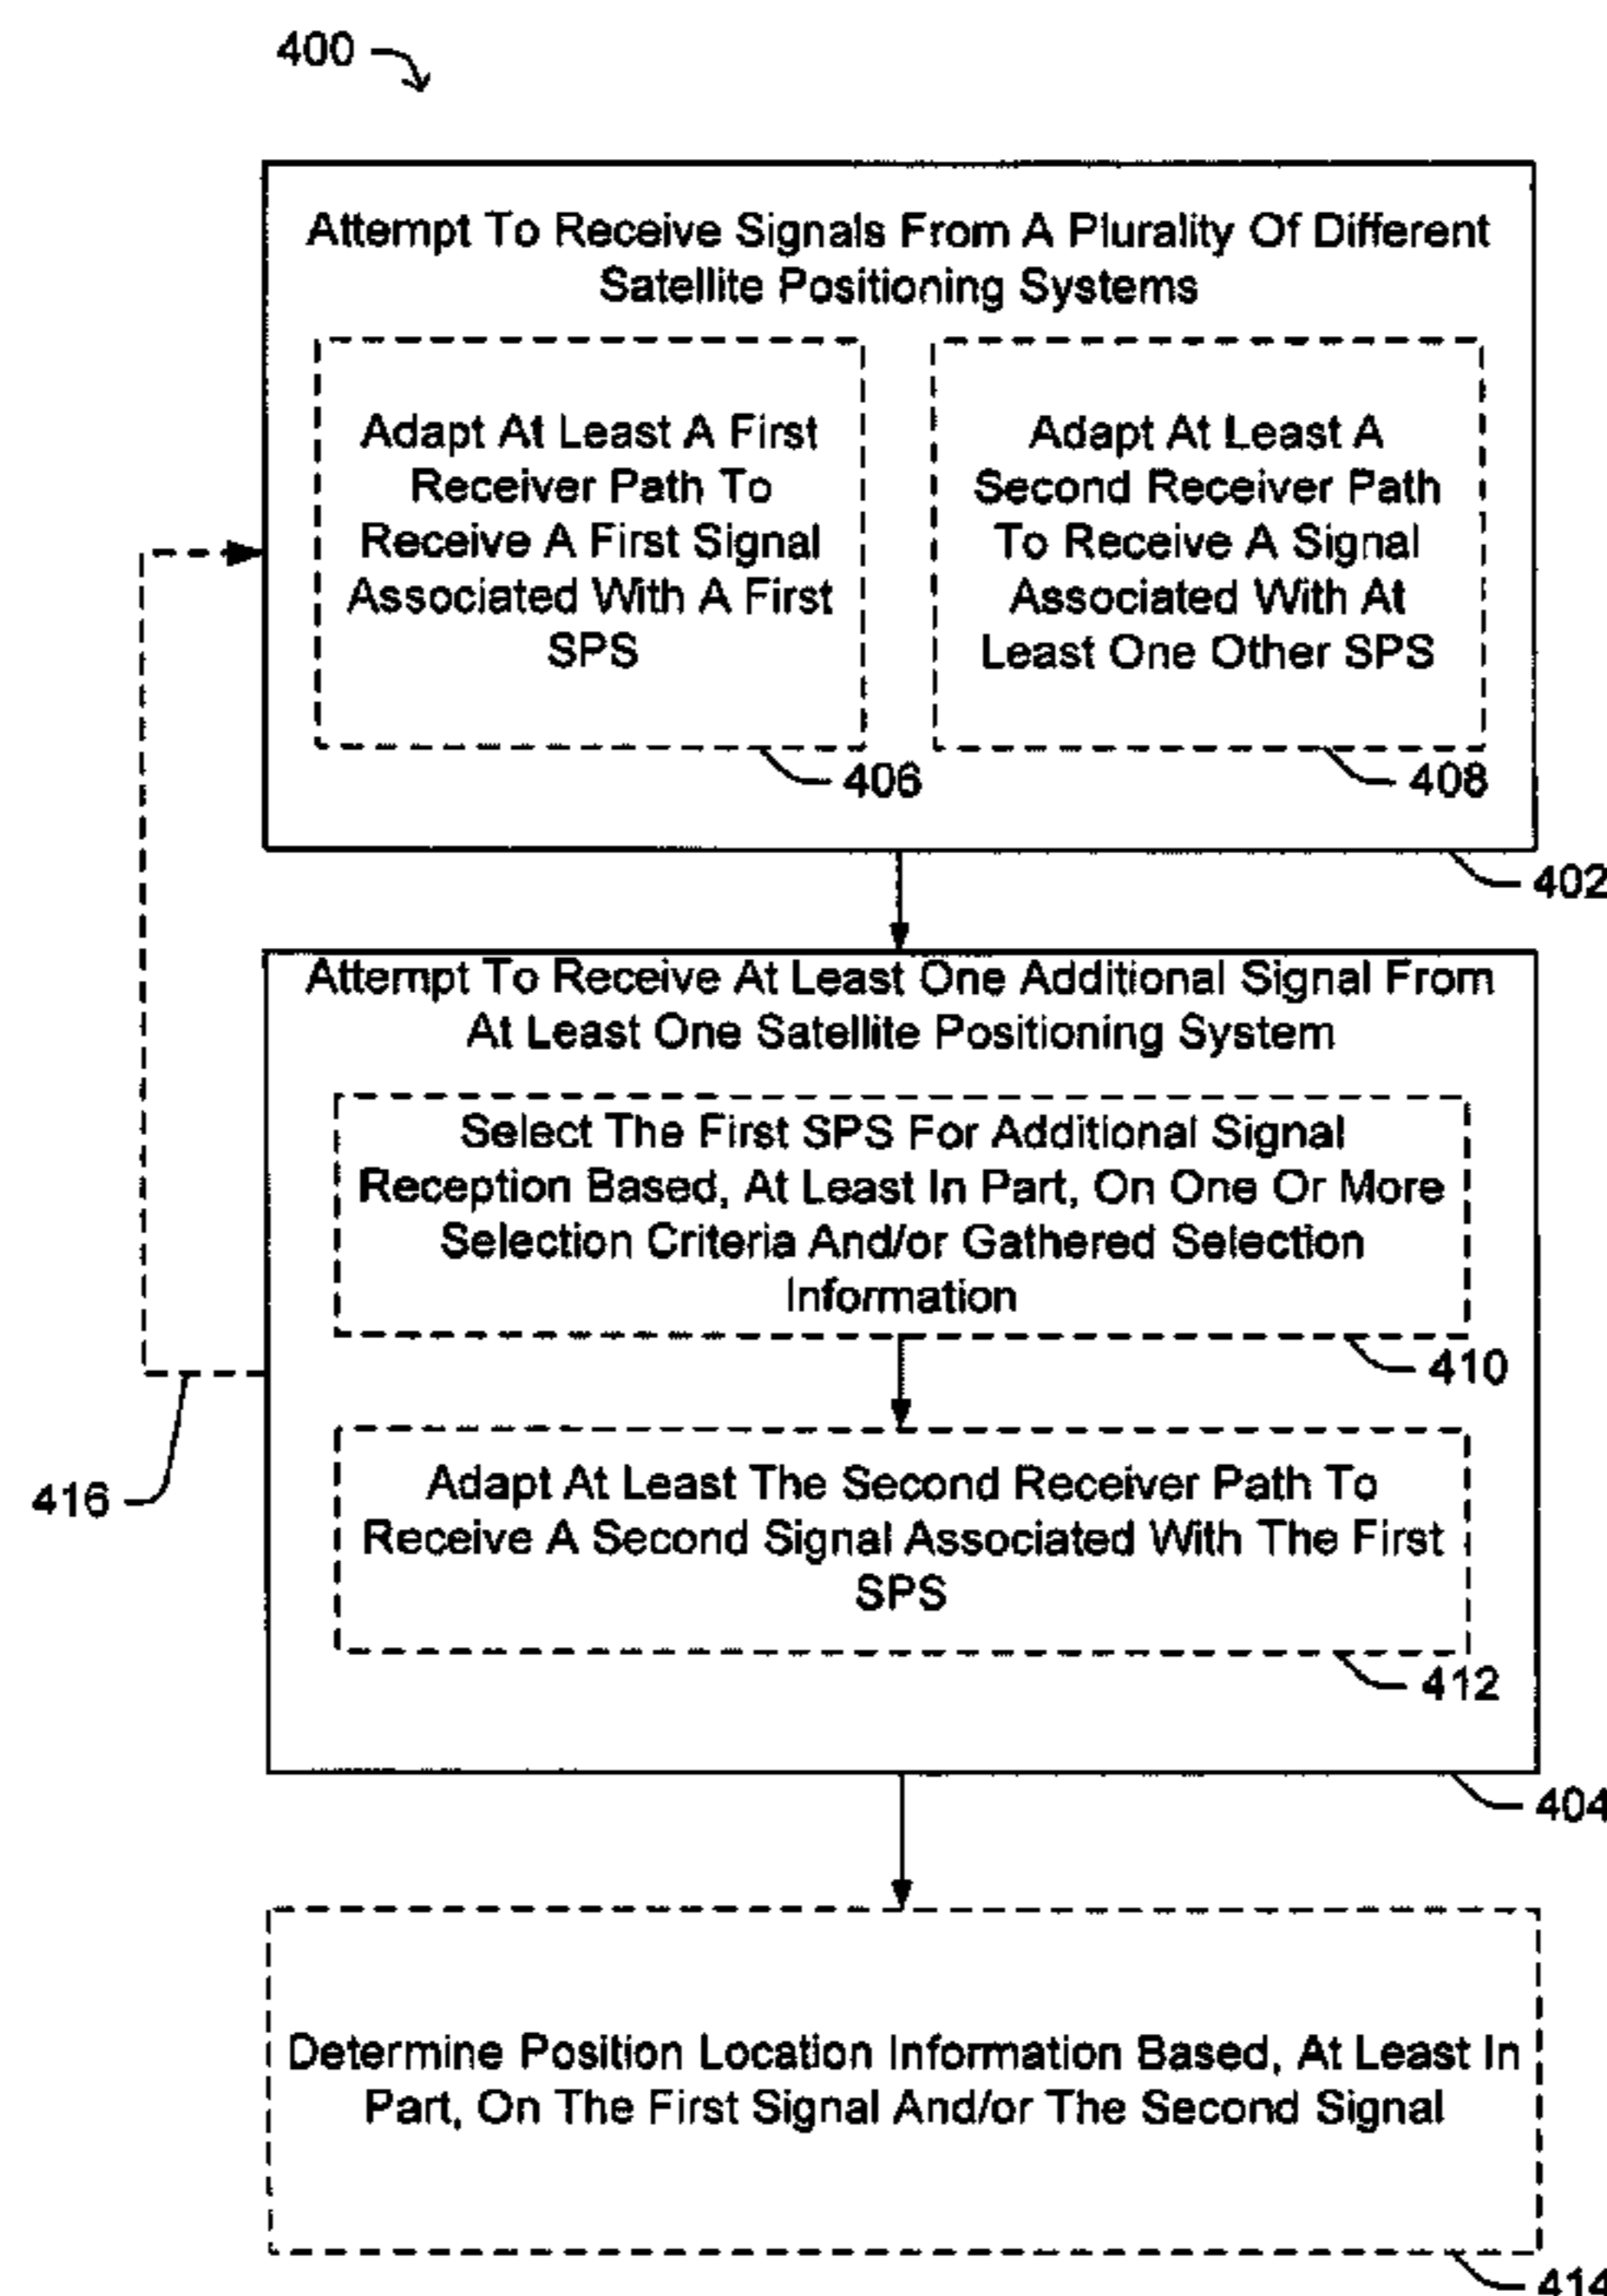 400
Attempt To Receive Signals From A Plurality Of Different
Satellite Positioning Systems
Adapt At Least A First
Receiver Path To
Receive A First Signal
Associated With A First
SPS
406
Adapt At Least A
Second Receiver Path
To Receive A Signal
Associated With At
Least One Other SPS
408
402
Attempt To Receive At Least One Additional Signal From
At Least One Satellite Positioning System
Select The First SPS For Additional Signal
Reception Based, At Least In Part, On One Or More
Selection Criteria And/or Gathered Selection
Information
410
Adapt At Least The Second Receiver Path To
Receive A Second Signal Associated With The First
SPS
412
416
404
Determine Position Location Information Based, At Least In
Part, On The First Signal And/or The Second Signal
414